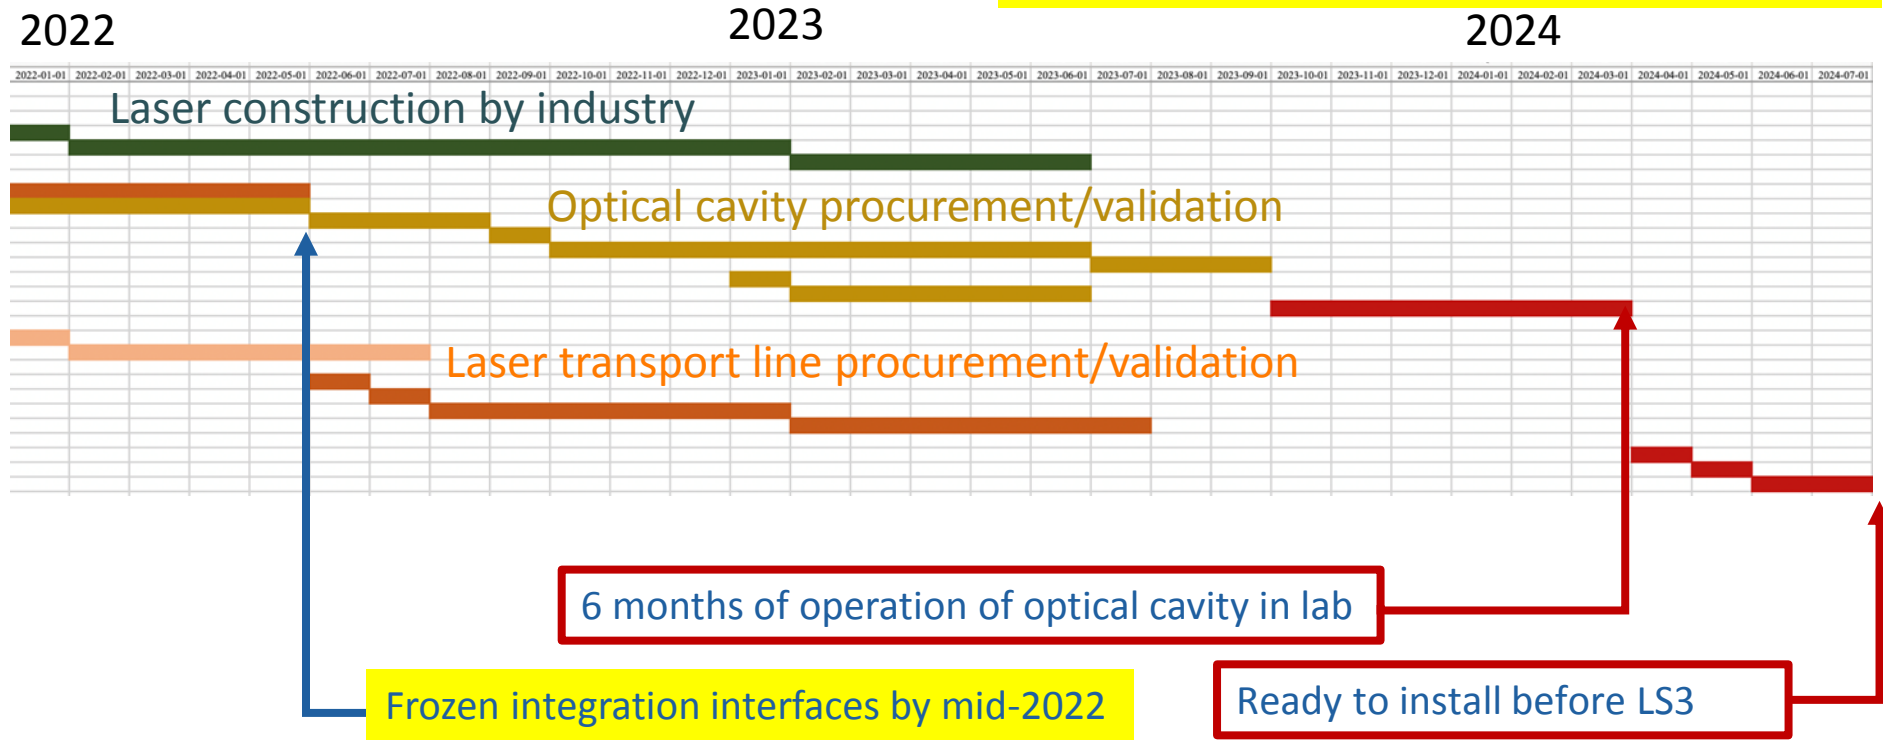 2022
2023
2024
2022-01-01 2022-02-01 2022-03-01 2022-04-01 2022-05-01 2022-06-01 2022-07-01 2022-08-01 2022-09-01 2022-10-01 2022-11-01 2022-12-01 2023-01-01 2023-02-01 2023-03-01 2023-04-01 2023-05-01 2023-06-01 2023-07-01 2023-08-01 2023-09-01 2023-10-01 2023-11-01 2023-12-01 2024-01-01 2024-02-01 2024-03-01 2024-04-01 2024-05-01 2024-06-01 2024-07-01
Laser construction by industry
Optical cavity procurement/validation
Laser transport line procurement/validation
6 months of operation of optical cavity in lab
Frozen integration interfaces by mid-2022
Ready to install before LS3